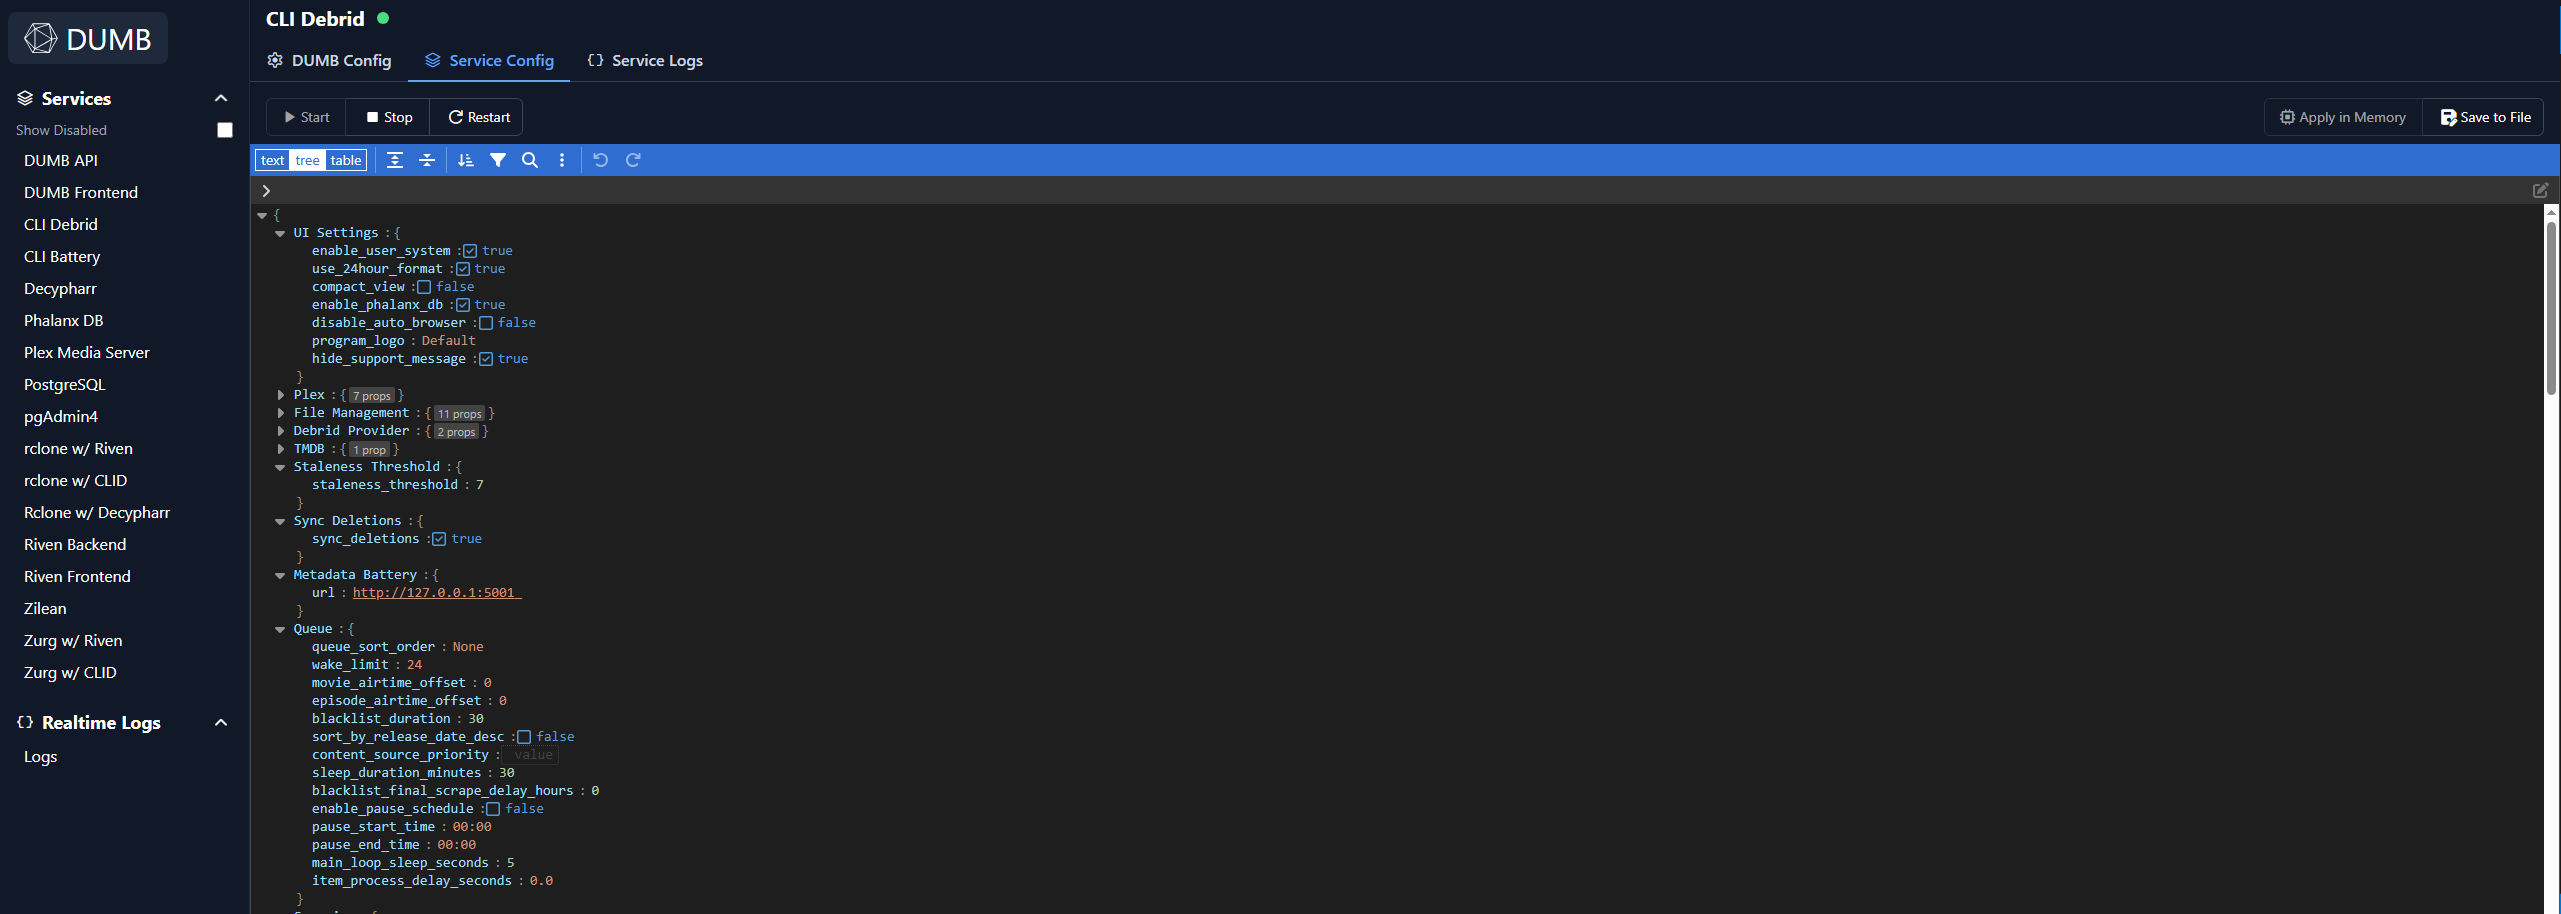 DUMB
Services
Show Disabled
DUMB API
DUMB Frontend
CLI Debrid
CLI Battery
Decypharr
Phalanx DB
Plex Media Server
PostgreSQL
pgAdmin4
rclone w/ Riven
rclone w/ CLID
Rclone w/ Decypharr
Riven Backend
Riven Frontend
Zilean
Zurg w/ Riven
Zurg w/ CLID
{} Realtime Logs
Logs
CLI Debrid
DUMB Config Service Config {} Service Logs
Start Stop Restart Apply in Memory Save to File
text tree table
{
UI Settings : {
enable_user_system : true
use_24hour_format : true
compact_view : false
enable_phalanx_db : true
disable_auto_browser : false
program_logo : Default
hide_support_message : true
}
Plex : { 7 props }
File Management : { 11 props }
Debrid Provider : { 2 props }
TMDB : { 1 prop }
Staleness Threshold : {
staleness_threshold : 7
}
Sync Deletions : {
sync_deletions : true
}
Metadata Battery : {
url : http://127.0.0.1:5001
}
Queue : {
queue_sort_order : None
wake_limit : 24
movie_airtime_offset : 0
episode_airtime_offset : 0
blacklist_duration : 30
sort_by_release_date_desc : false
content_source_priority : value
sleep_duration_minutes : 30
blacklist_final_scrape_delay_hours : 0
enable_pause_schedule : false
pause_start_time : 00:00
pause_end_time : 00:00
main_loop_sleep_seconds : 5
item_process_delay_seconds : 0.0
}